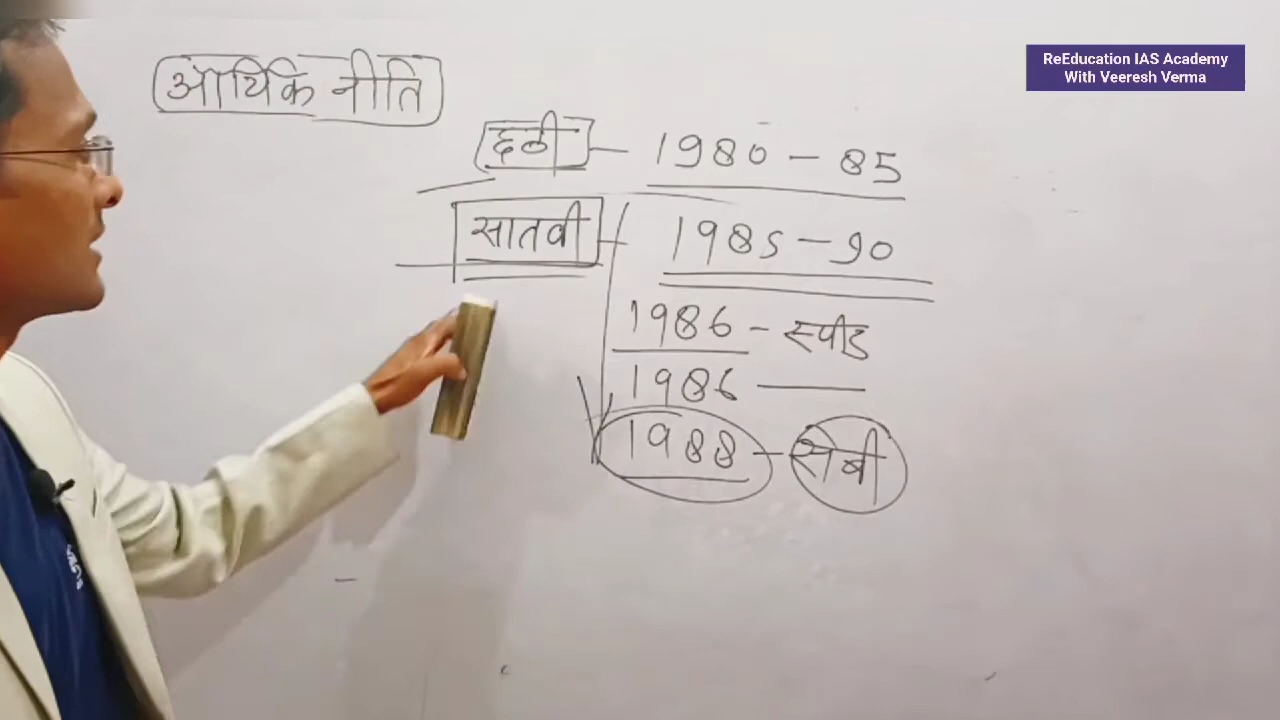 ReEducation IAS Academy
With Veeresh Verma
आर्थिक नीति
छठी - 1980 - 85
सातवी - 1985 - 90
1986 - स्पीड
1986 -
1988 - सेबी